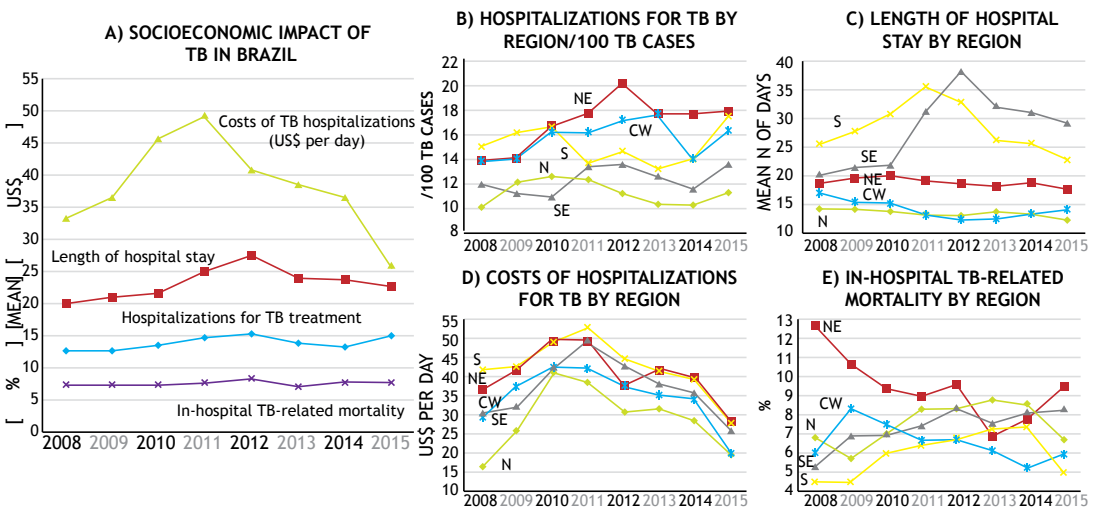 A) SOCIOECONOMIC IMPACT OF
TB IN BRAZIL
55
50
45
40
35
30
25
20
15
10
5
0
[ % ] [MEAN] [ US$ ]
Costs of TB hospitalizations
(US$ per day)
Length of hospital stay
Hospitalizations for TB treatment
In-hospital TB-related mortality
2008 2009 2010 2011 2012 2013 2014 2015
B) HOSPITALIZATIONS FOR TB BY
REGION/100 TB CASES
/100 TB CASES
22
20
18
16
14
12
10
8
NE
CW
S
N
SE
2008 2009 2010 2011 2012 2013 2014 2015
C) LENGTH OF HOSPITAL
STAY BY REGION
MEAN N OF DAYS
40
35
30
25
20
15
10
S
SE
NE
CW
N
2008 2009 2010 2011 2012 2013 2014 2015
D) COSTS OF HOSPITALIZATIONS
FOR TB BY REGION
US$ PER DAY
55
50
45
40
35
30
25
20
15
10
S
NE
CW
SE
N
2008 2009 2010 2011 2012 2013 2014 2015
E) IN-HOSPITAL TB-RELATED
MORTALITY BY REGION
%
13
12
11
10
9
8
7
6
5
4
NE
CW
N
SE
S
2008 2009 2010 2011 2012 2013 2014 2015